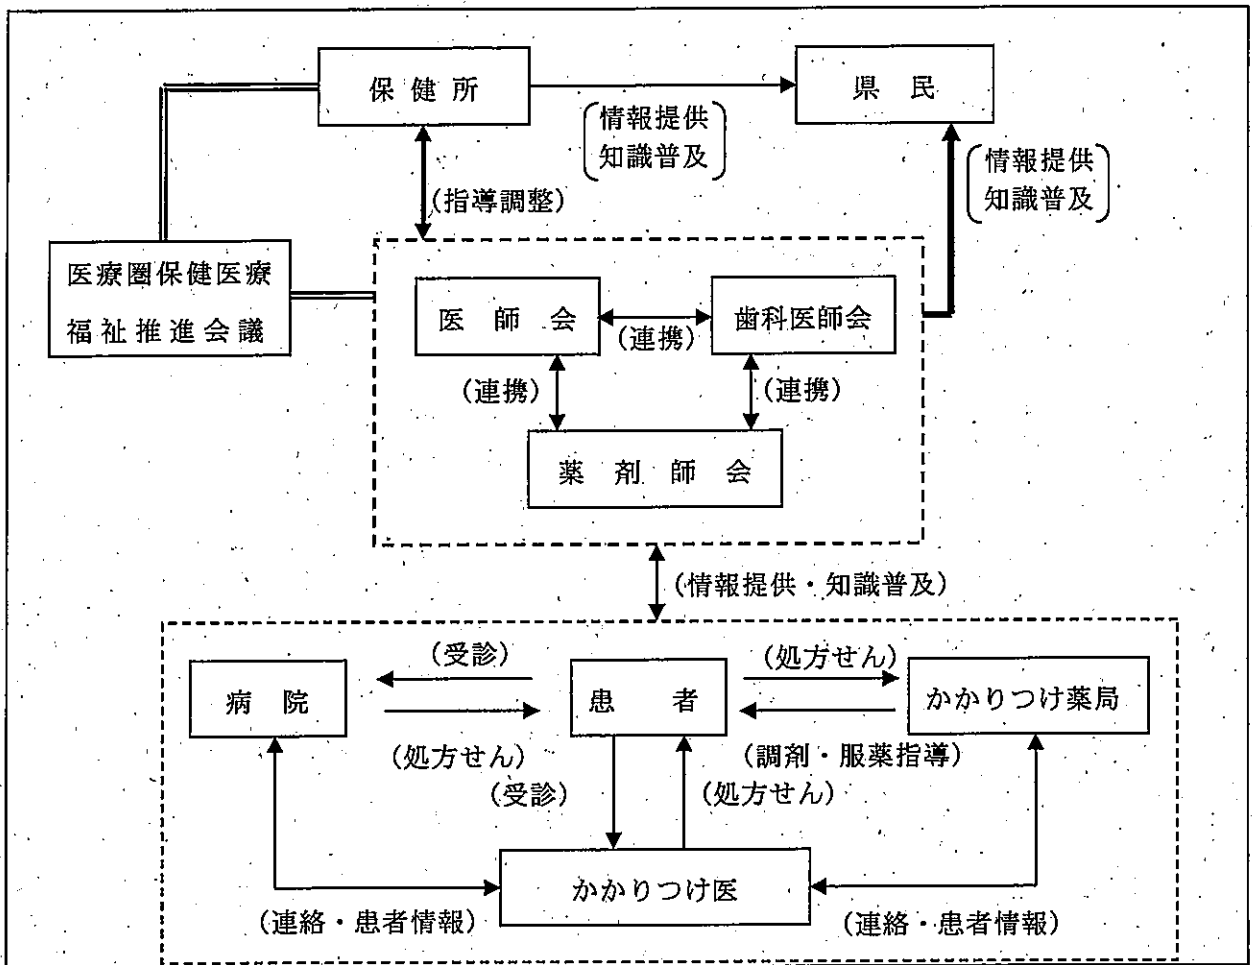 保健所
県民
情報提供
知識普及
情報提供
知識普及
(指導調整)
医療圏保健医療
福祉推進会議
医師会
(連携)
歯科医師会
(連携)
(連携)
薬剤師会
(情報提供・知識普及)
(受診)
(処方せん)
病院
患者
かかりつけ薬局
(処方せん)
(調剤・服薬指導)
(受診)
(処方せん)
かかりつけ医
(連絡・患者情報)
(連絡・患者情報)